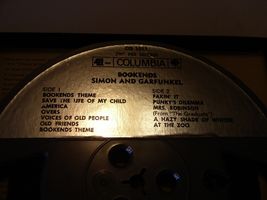 COLUMBIA
BOOKENDS
SIMON AND GARFUNKEL
SIDE 1
BOOKENDS THEME
SAVE THE LIFE OF MY CHILD
AMERICA
OVERS
VOICES OF OLD PEOPLE
OLD FRIENDS
BOOKENDS THEME
SIDE 2
FAKIN' IT
PUNKY'S DILEMMA
MRS. ROBINSON
(From "The Graduate")
A HAZY SHADE OF WINTER
AT THE ZOO